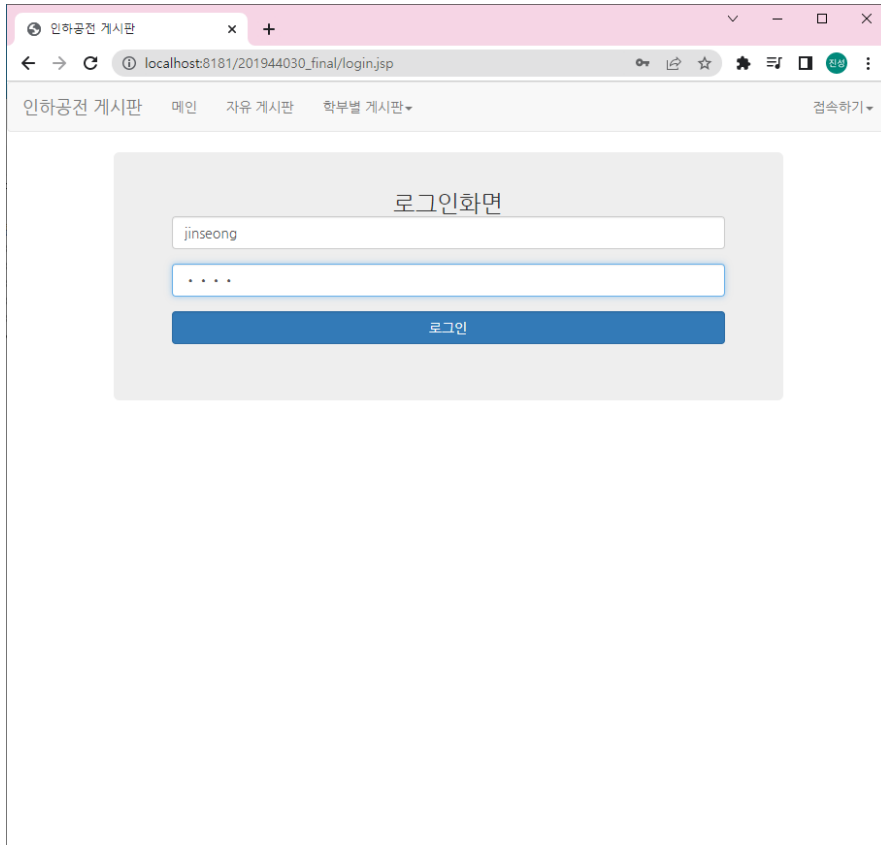 인하공전 게시판
localhost:8181/201944030_final/login.jsp
진성
인하공전 게시판 메인 자유 게시판 학부별 게시판 접속하기
로그인화면
jinseong
••••
로그인